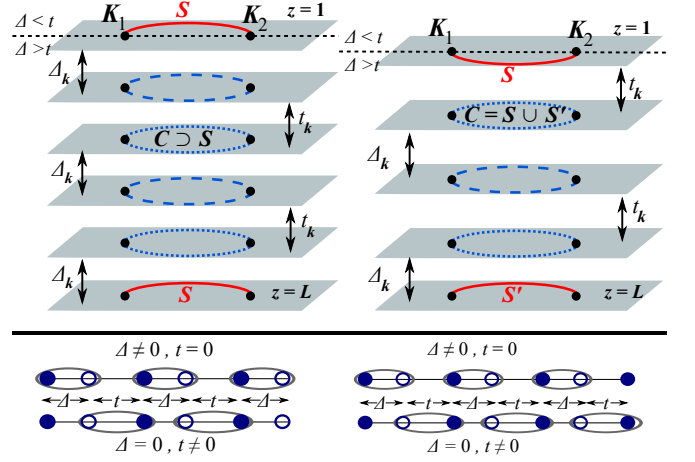 K₁ S K₂ z = 1
Δ < t
Δ > t
Δₖ
tₖ
C ⊃ S
Δₖ
tₖ
Δₖ
S z = L
K₁ K₂ z = 1
Δ < t
Δ > t
S
tₖ
C = S ∪ S′
Δₖ
tₖ
Δₖ
S′ z = L
Δ ≠ 0 , t = 0
Δ t Δ t Δ
Δ = 0 , t ≠ 0
Δ ≠ 0 , t = 0
Δ t Δ t Δ t
Δ = 0 , t ≠ 0